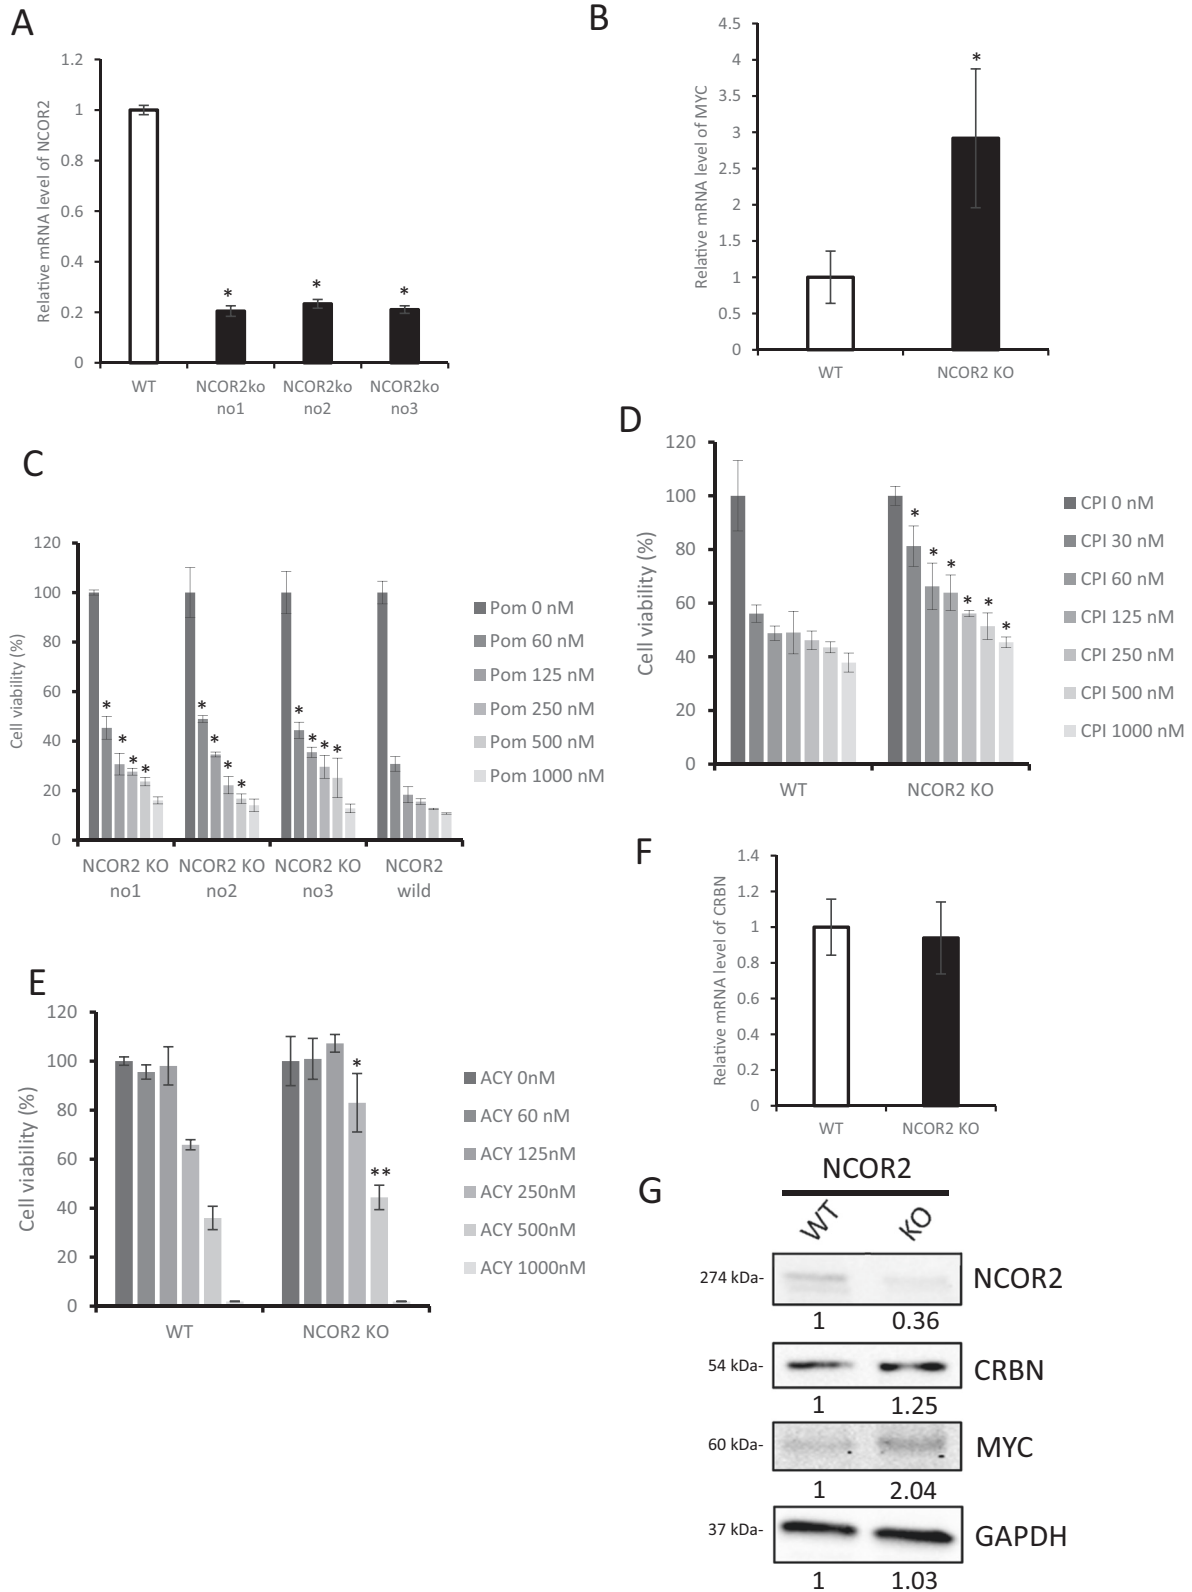 A
1.2
1
0.8
0.6
0.4
0.2
0
Relative mRNA level of NCOR2
* * *
WT NCOR2ko NCOR2ko NCOR2ko
no1 no2 no3
B
4.5
4
3.5
3
2.5
2
1.5
1
0.5
0
Relative mRNA level of MYC
*
WT NCOR2 KO
C
120
100
80
60
40
20
0
Cell viability (%)
* * * *
* * * *
* * * *
NCOR2 KO NCOR2 KO NCOR2 KO NCOR2
no1 no2 no3 wild
Pom 0 nM
Pom 60 nM
Pom 125 nM
Pom 250 nM
Pom 500 nM
Pom 1000 nM
D
120
100
80
60
40
20
0
Cell viability (%)
* * * * * *
WT NCOR2 KO
CPI 0 nM
CPI 30 nM
CPI 60 nM
CPI 125 nM
CPI 250 nM
CPI 500 nM
CPI 1000 nM
E
120
100
80
60
40
20
0
Cell viability (%)
* **
WT NCOR2 KO
ACY 0nM
ACY 60 nM
ACY 125nM
ACY 250nM
ACY 500nM
ACY 1000nM
F
1.4
1.2
1
0.8
0.6
0.4
0.2
0
Relative mRNA level of CRBN
WT NCOR2 KO
G
NCOR2
WT KO
274 kDa- NCOR2
1 0.36
54 kDa- CRBN
1 1.25
60 kDa- MYC
1 2.04
37 kDa- GAPDH
1 1.03